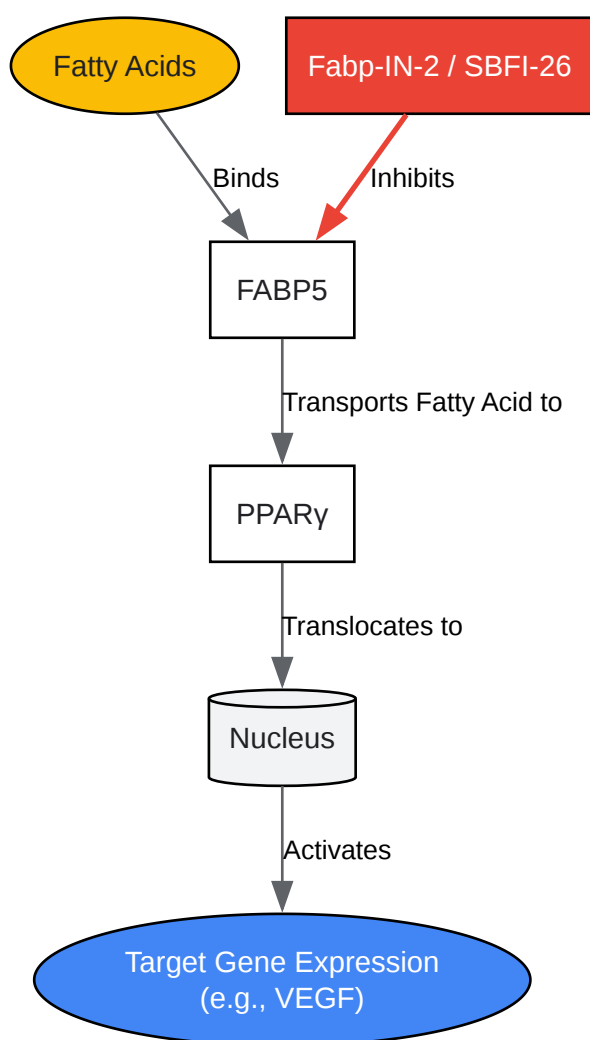 Fatty Acids
Fabp-IN-2 / SBFI-26
Binds
Inhibits
FABP5
Transports Fatty Acid to
PPARγ
Translocates to
Nucleus
Activates
Target Gene Expression
(e.g., VEGF)